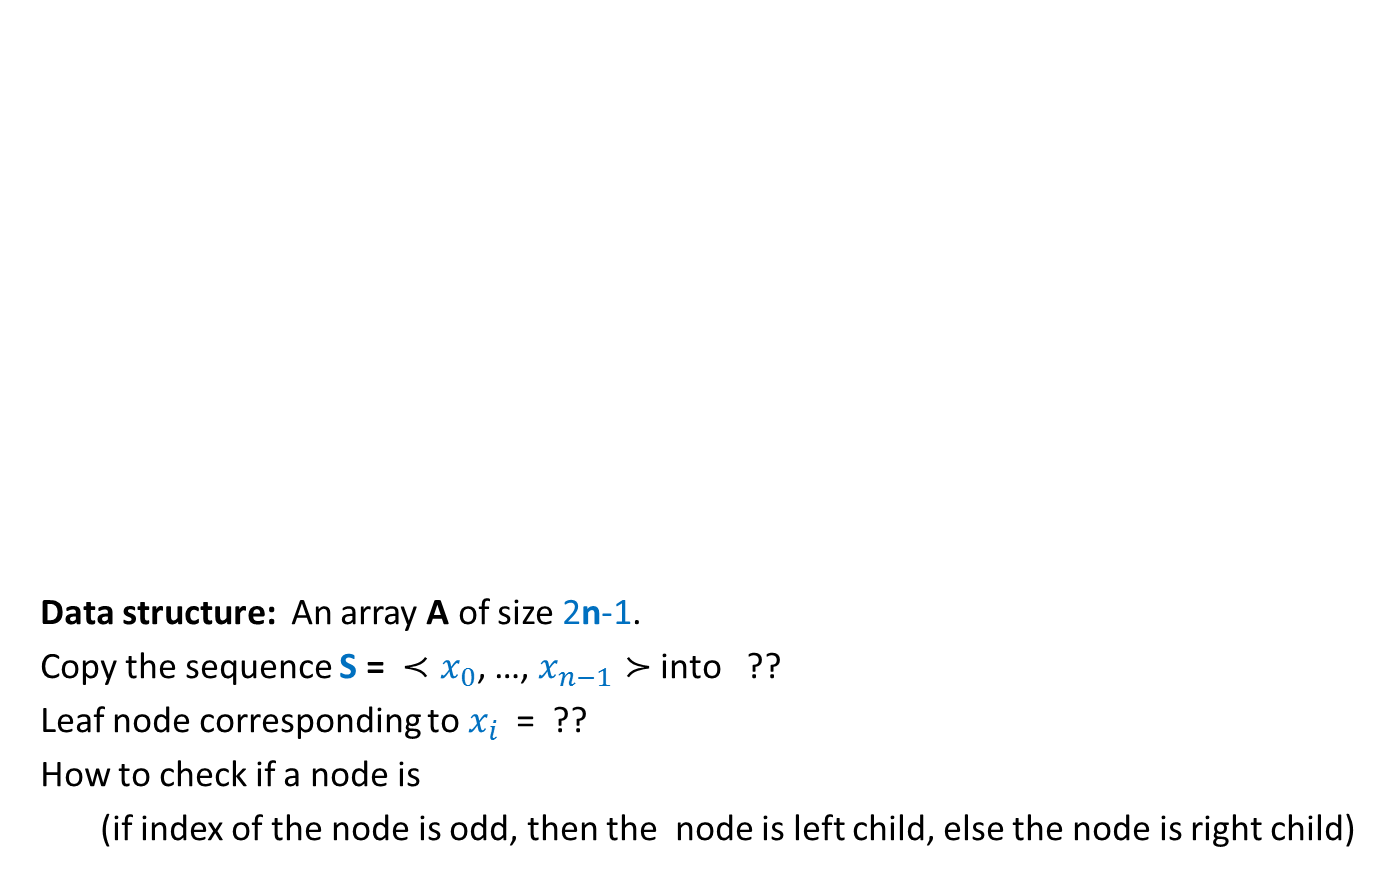 Data structure: An array A of size 2n-1.
Copy the sequence S = ≺ x₀, …, xₙ₋₁ ≻ into ??
Leaf node corresponding to xᵢ = ??
How to check if a node is
(if index of the node is odd, then the node is left child, else the node is right child)